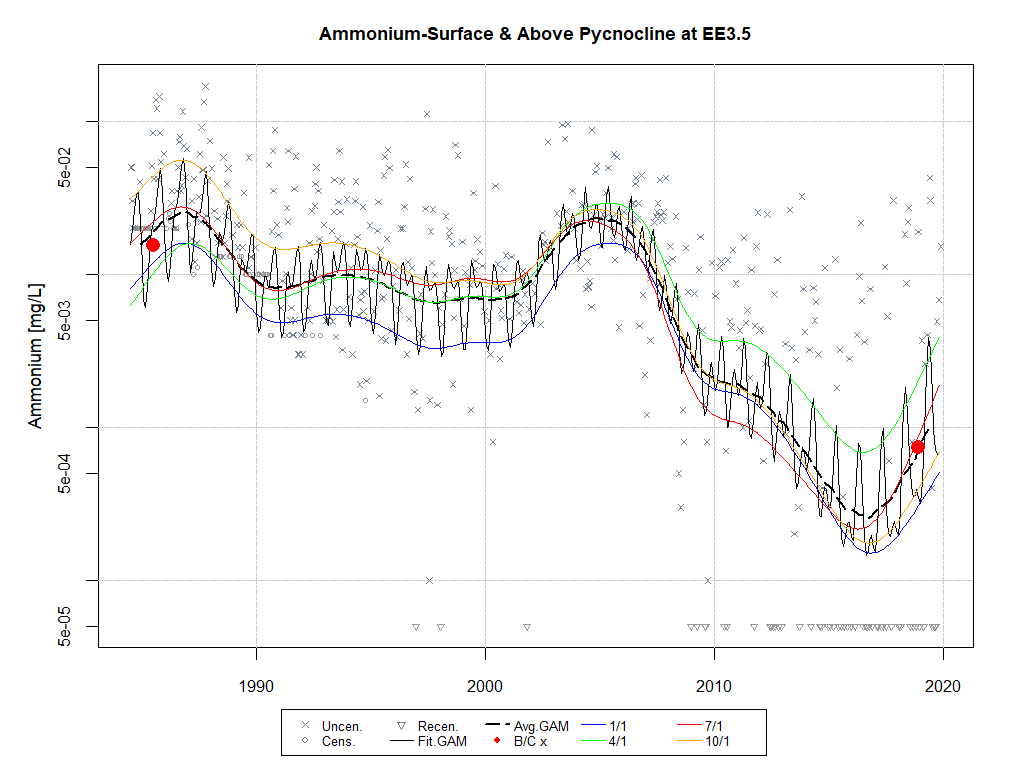 Ammonium-Surface & Above Pycnocline at EE3.5
Ammonium [mg/L]
5e-02
5e-03
5e-04
5e-05
1990 2000 2010 2020
Uncen. Recen. Avg.GAM 1/1 7/1
Cens. Fit.GAM B/C x 4/1 10/1